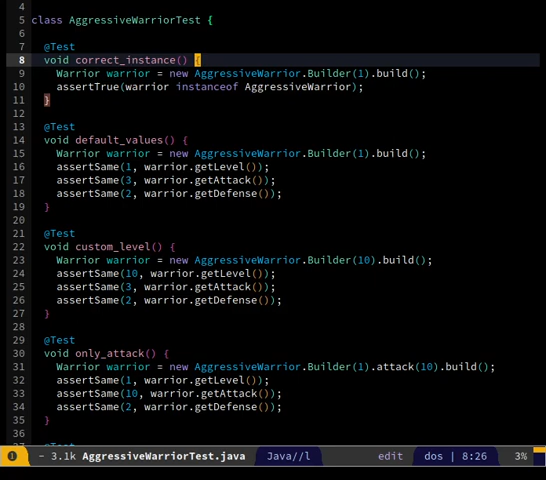 4
5 class AggressiveWarriorTest {
6
7 @Test
8 void correct_instance() {
9 Warrior warrior = new AggressiveWarrior.Builder(1).build();
10 assertTrue(warrior instanceof AggressiveWarrior);
11 }
12
13 @Test
14 void default_values() {
15 Warrior warrior = new AggressiveWarrior.Builder(1).build();
16 assertSame(1, warrior.getLevel());
17 assertSame(3, warrior.getAttack());
18 assertSame(2, warrior.getDefense());
19 }
20
21 @Test
22 void custom_level() {
23 Warrior warrior = new AggressiveWarrior.Builder(10).build();
24 assertSame(10, warrior.getLevel());
25 assertSame(3, warrior.getAttack());
26 assertSame(2, warrior.getDefense());
27 }
28
29 @Test
30 void only_attack() {
31 Warrior warrior = new AggressiveWarrior.Builder(1).attack(10).build();
32 assertSame(1, warrior.getLevel());
33 assertSame(10, warrior.getAttack());
34 assertSame(2, warrior.getDefense());
35 }
36
37 @Test
1 - 3.1k AggressiveWarriorTest.java Java//l edit dos | 8:26 3%